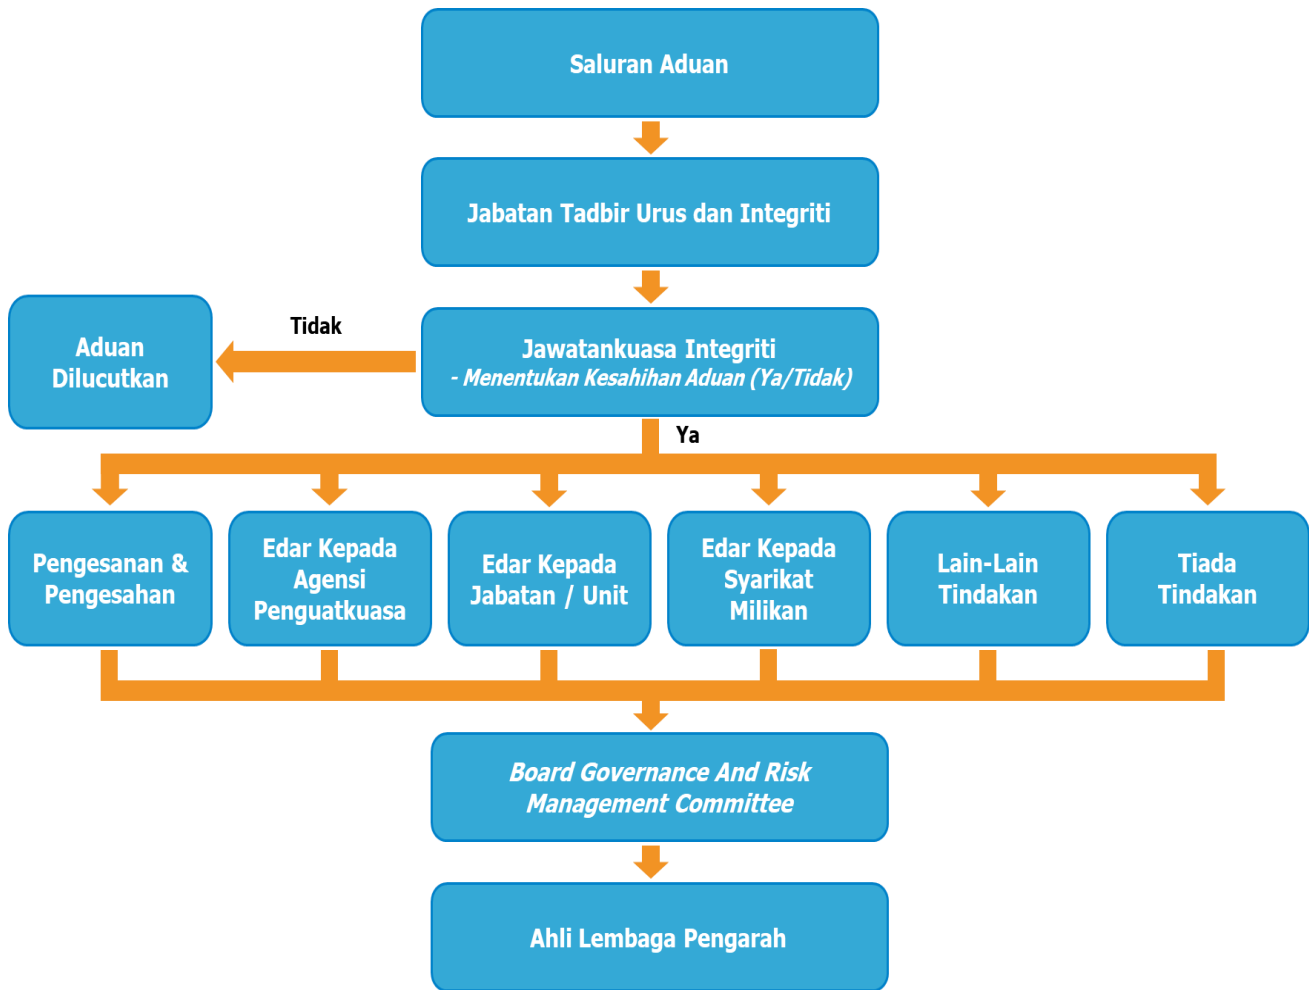 Saluran Aduan
Jabatan Tadbir Urus dan Integriti
Tidak
Aduan
Dilucutkan
Jawatankuasa Integriti
- Menentukan Kesahihan Aduan (Ya/Tidak)
Ya
Pengesanan &
Pengesahan
Edar Kepada
Agensi
Penguatkuasa
Edar Kepada
Jabatan / Unit
Edar Kepada
Syarikat
Milikan
Lain-Lain
Tindakan
Tiada
Tindakan
Board Governance And Risk
Management Committee
Ahli Lembaga Pengarah